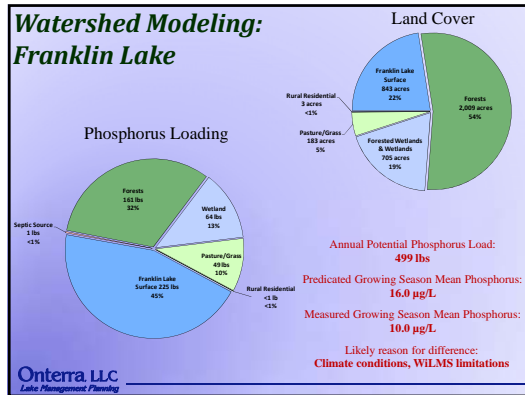 Watershed Modeling:
Franklin Lake
Land Cover
Franklin Lake
Surface
843 acres
22%
Forests
2,009 acres
54%
Rural Residential
3 acres
<1%
Pasture/Grass
183 acres
5%
Forested Wetlands
& Wetlands
705 acres
19%
Phosphorus Loading
Forests
161 lbs
32%
Wetland
64 lbs
13%
Septic Source
1 lbs
<1%
Pasture/Grass
49 lbs
10%
Franklin Lake
Surface 225 lbs
45%
Rural Residential
<1 lb
<1%
Annual Potential Phosphorus Load:
499 lbs
Predicated Growing Season Mean Phosphorus:
16.0 µg/L
Measured Growing Season Mean Phosphorus:
10.0 µg/L
Likely reason for difference:
Climate conditions, WiLMS limitations
Onterra LLC
Lake Management Planning